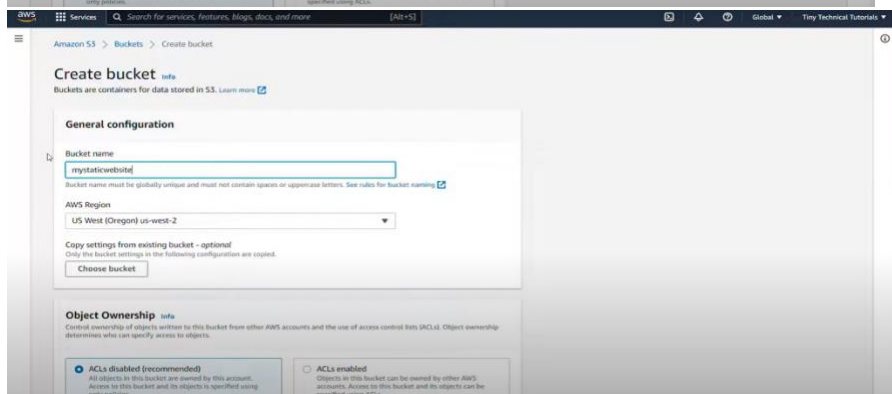 only policies.
specified using ACLs.
aws
Services
Search for services, features, blogs, docs, and more
[Alt+S]
Global
Tiny Technical Tutorials
Amazon S3 > Buckets > Create bucket
Create bucket Info
Buckets are containers for data stored in S3. Learn more
General configuration
Bucket name
mystaticwebsite
Bucket name must be globally unique and must not contain spaces or uppercase letters. See rules for bucket naming
AWS Region
US West (Oregon) us-west-2
Copy settings from existing bucket - optional
Only the bucket settings in the following configuration are copied.
Choose bucket
Object Ownership Info
Control ownership of objects written to this bucket from other AWS accounts and the use of access control lists (ACLs). Object ownership
determines who can specify access to objects.
ACLs disabled (recommended)
All objects in this bucket are owned by this account.
Access to this bucket and its objects is specified using
ACLs enabled
Objects in this bucket can be owned by other AWS
accounts. Access to this bucket and its objects can be